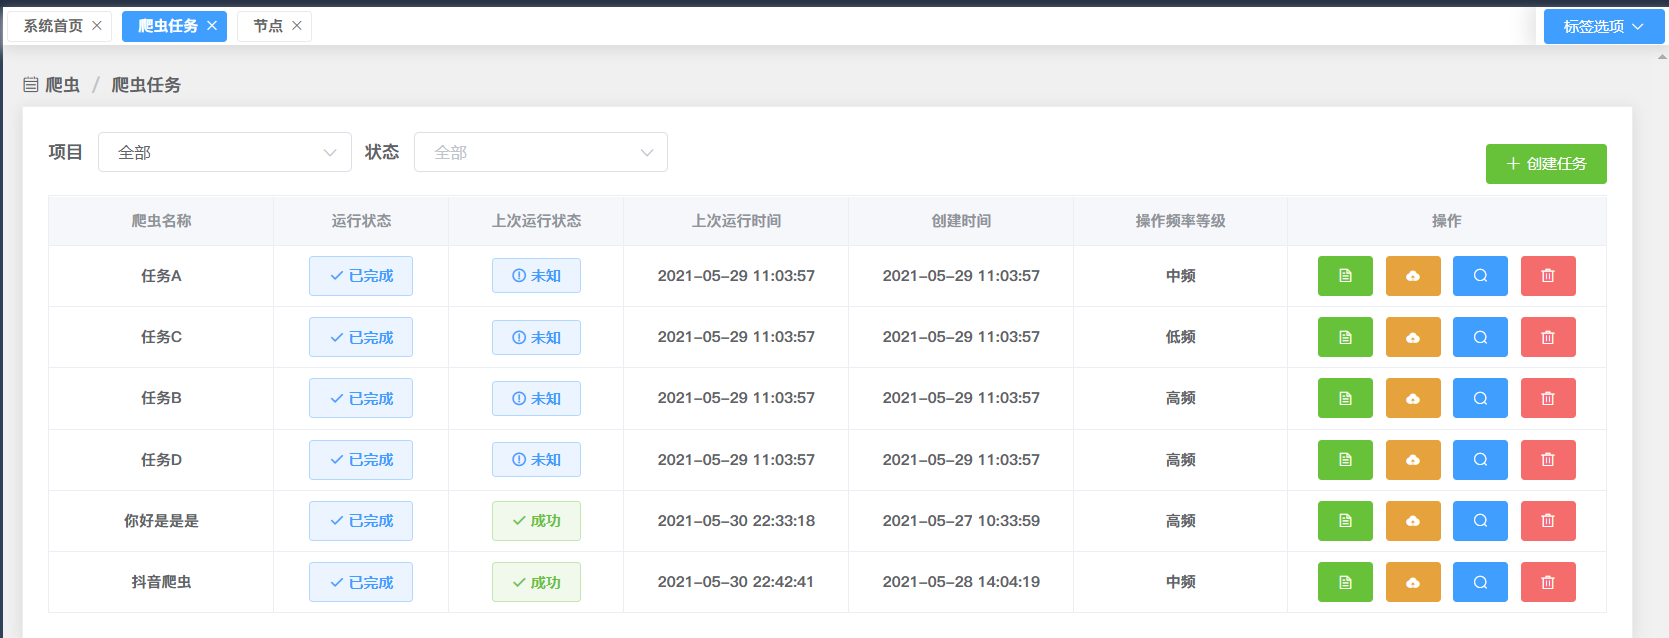 系统首页 爬虫任务 节点 标签选项
爬虫 / 爬虫任务
项目 全部 状态 全部
创建任务
爬虫名称 运行状态 上次运行状态 上次运行时间 创建时间 操作频率等级 操作
任务A 已完成 未知 2021-05-29 11:03:57 2021-05-29 11:03:57 中频
任务C 已完成 未知 2021-05-29 11:03:57 2021-05-29 11:03:57 低频
任务B 已完成 未知 2021-05-29 11:03:57 2021-05-29 11:03:57 高频
任务D 已完成 未知 2021-05-29 11:03:57 2021-05-29 11:03:57 高频
你好是是是 已完成 成功 2021-05-30 22:33:18 2021-05-27 10:33:59 高频
抖音爬虫 已完成 成功 2021-05-30 22:42:41 2021-05-28 14:04:19 中频